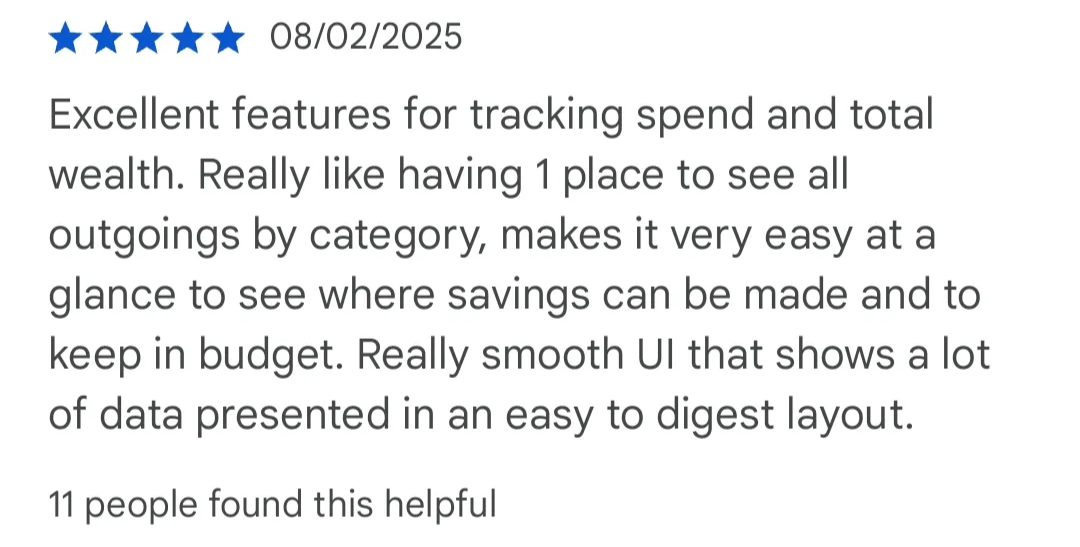 08/02/2025
Excellent features for tracking spend and total
wealth. Really like having 1 place to see all
outgoings by category, makes it very easy at a
glance to see where savings can be made and to
keep in budget. Really smooth UI that shows a lot
of data presented in an easy to digest layout.
11 people found this helpful